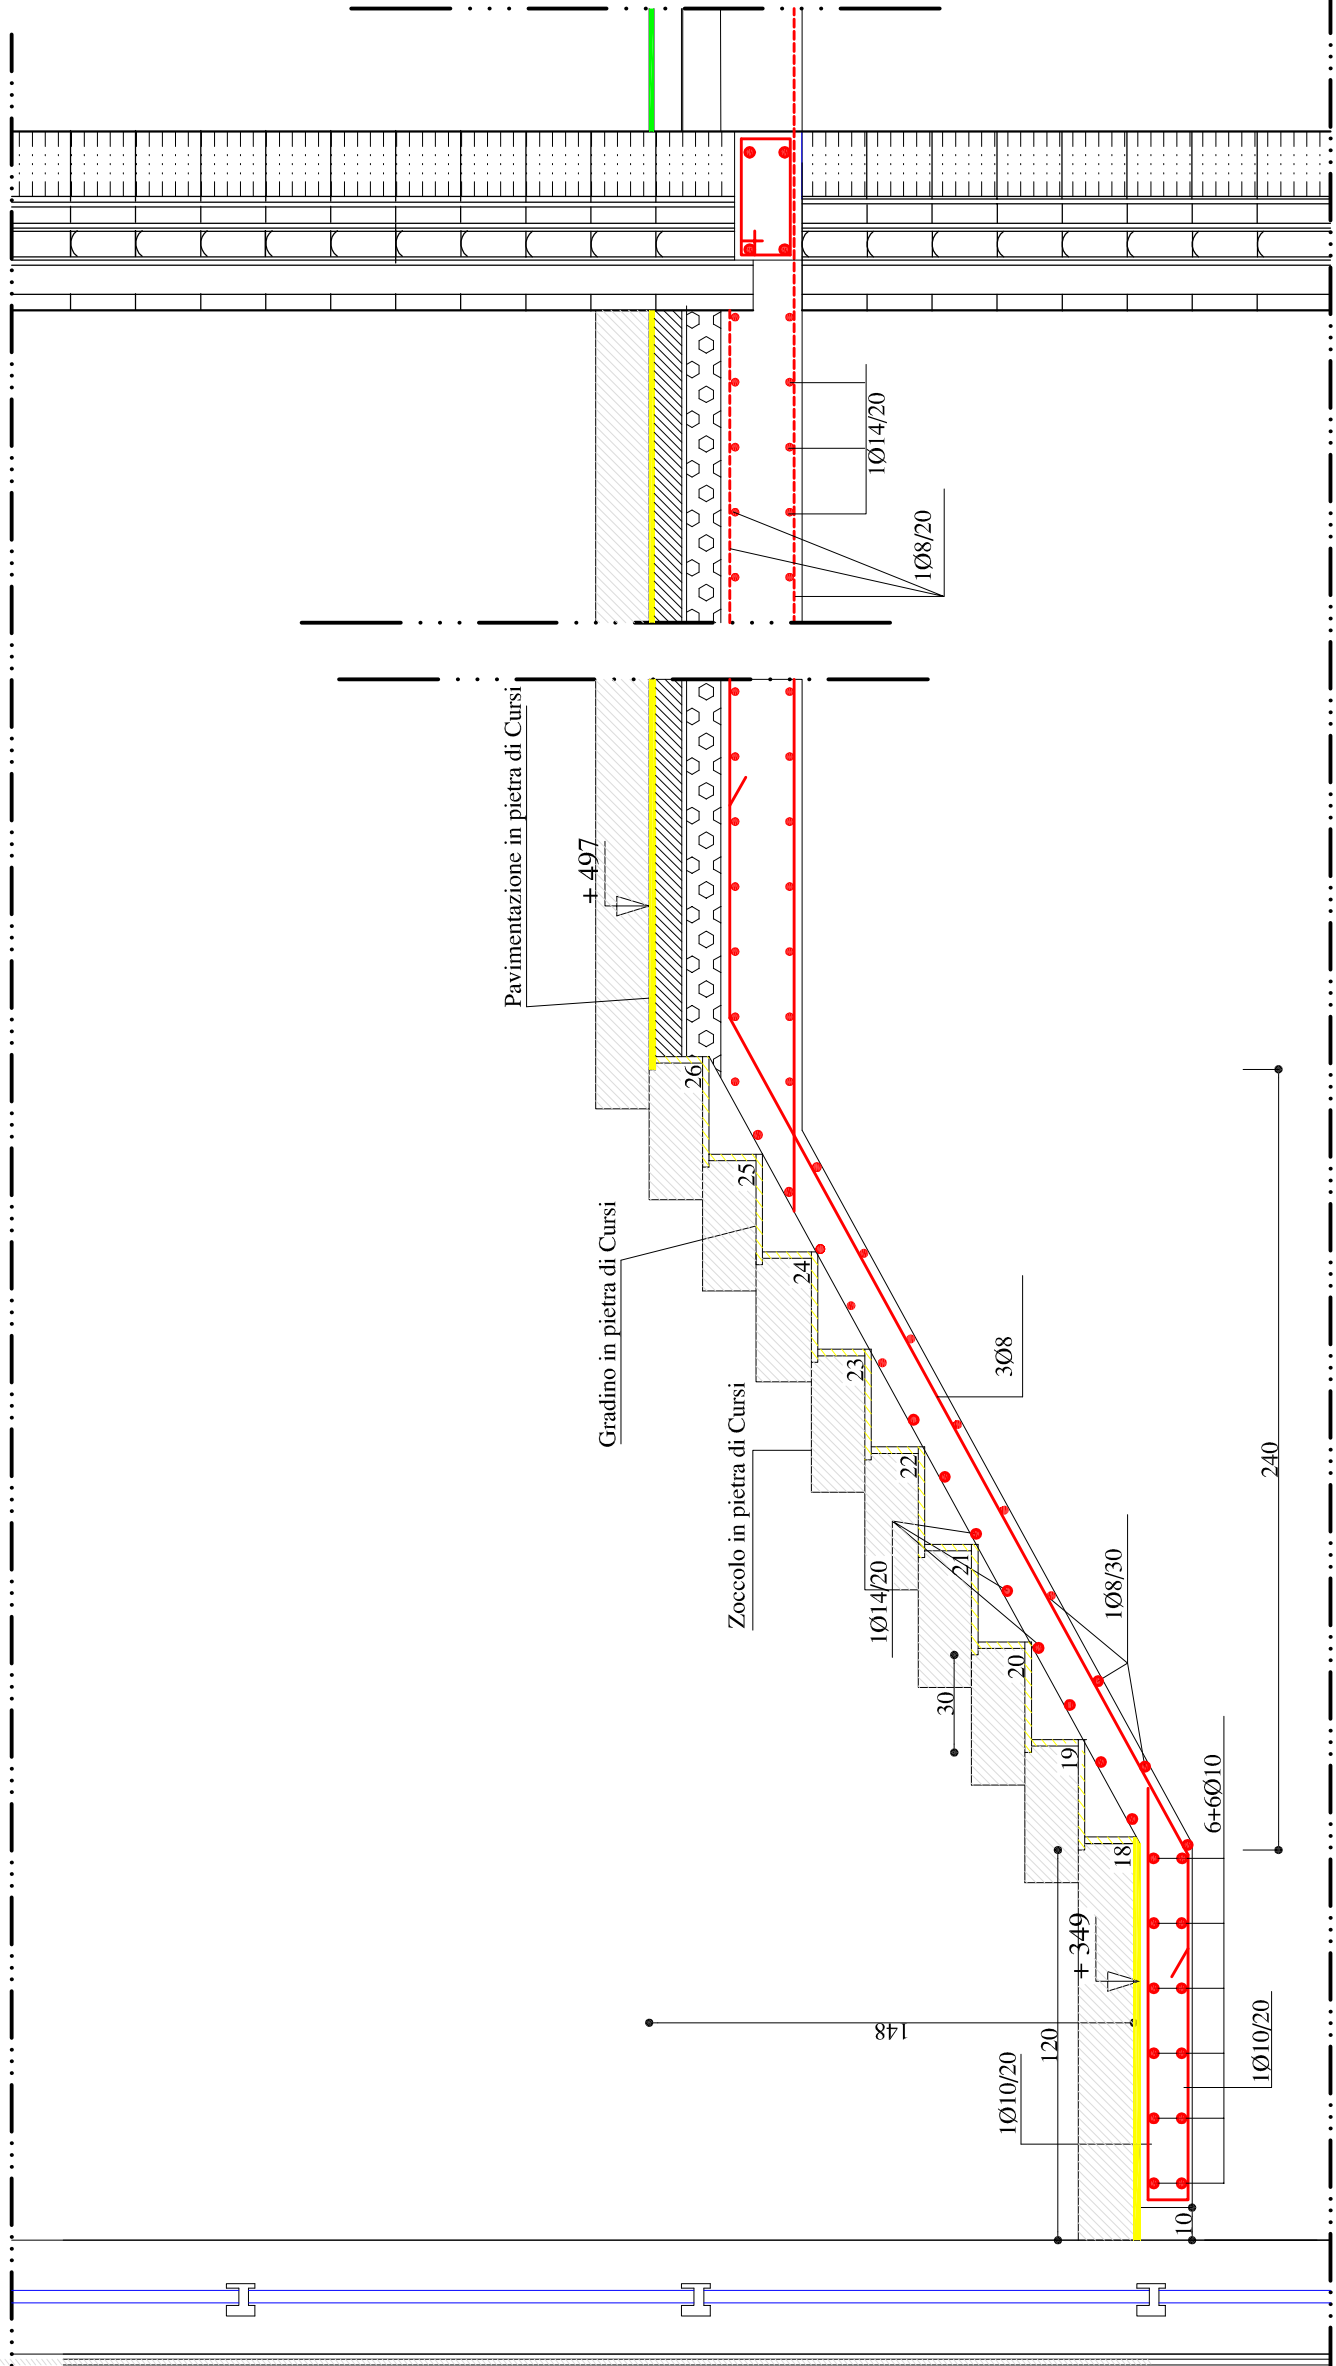 1Ø14/20
1Ø8/20
Pavimentazione in pietra di Cursi
+ 497
26
25
Gradino in pietra di Cursi
24
23
3Ø8
Zoccolo in pietra di Cursi
22
240
21
1Ø14/20
1Ø8/30
20
30
19
6+6Ø10
18
+ 349
148
120
1Ø10/20
1Ø10/20
10